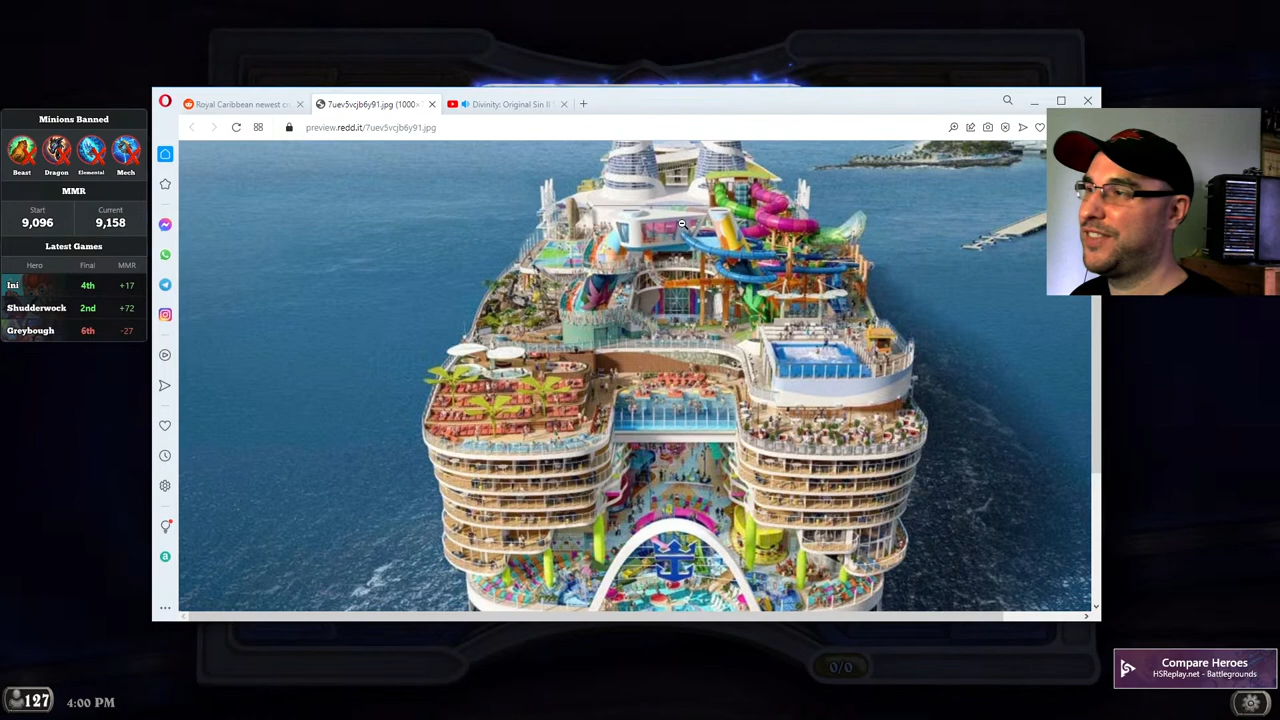 Minions Banned
Beast Dragon Elemental Mech
MMR
Start Current
9,096 9,158
Latest Games
Hero Final MMR
Ini 4th +17
Shudderwock 2nd +72
Greybough 6th -27
Royal Caribbean newest cr
7uev5vcjb6y91.jpg (1000×
Divinity: Original Sin II
preview.redd.it/7uev5vcjb6y91.jpg
0/0
Compare Heroes
HSReplay.net - Battlegrounds
127
4:00 PM